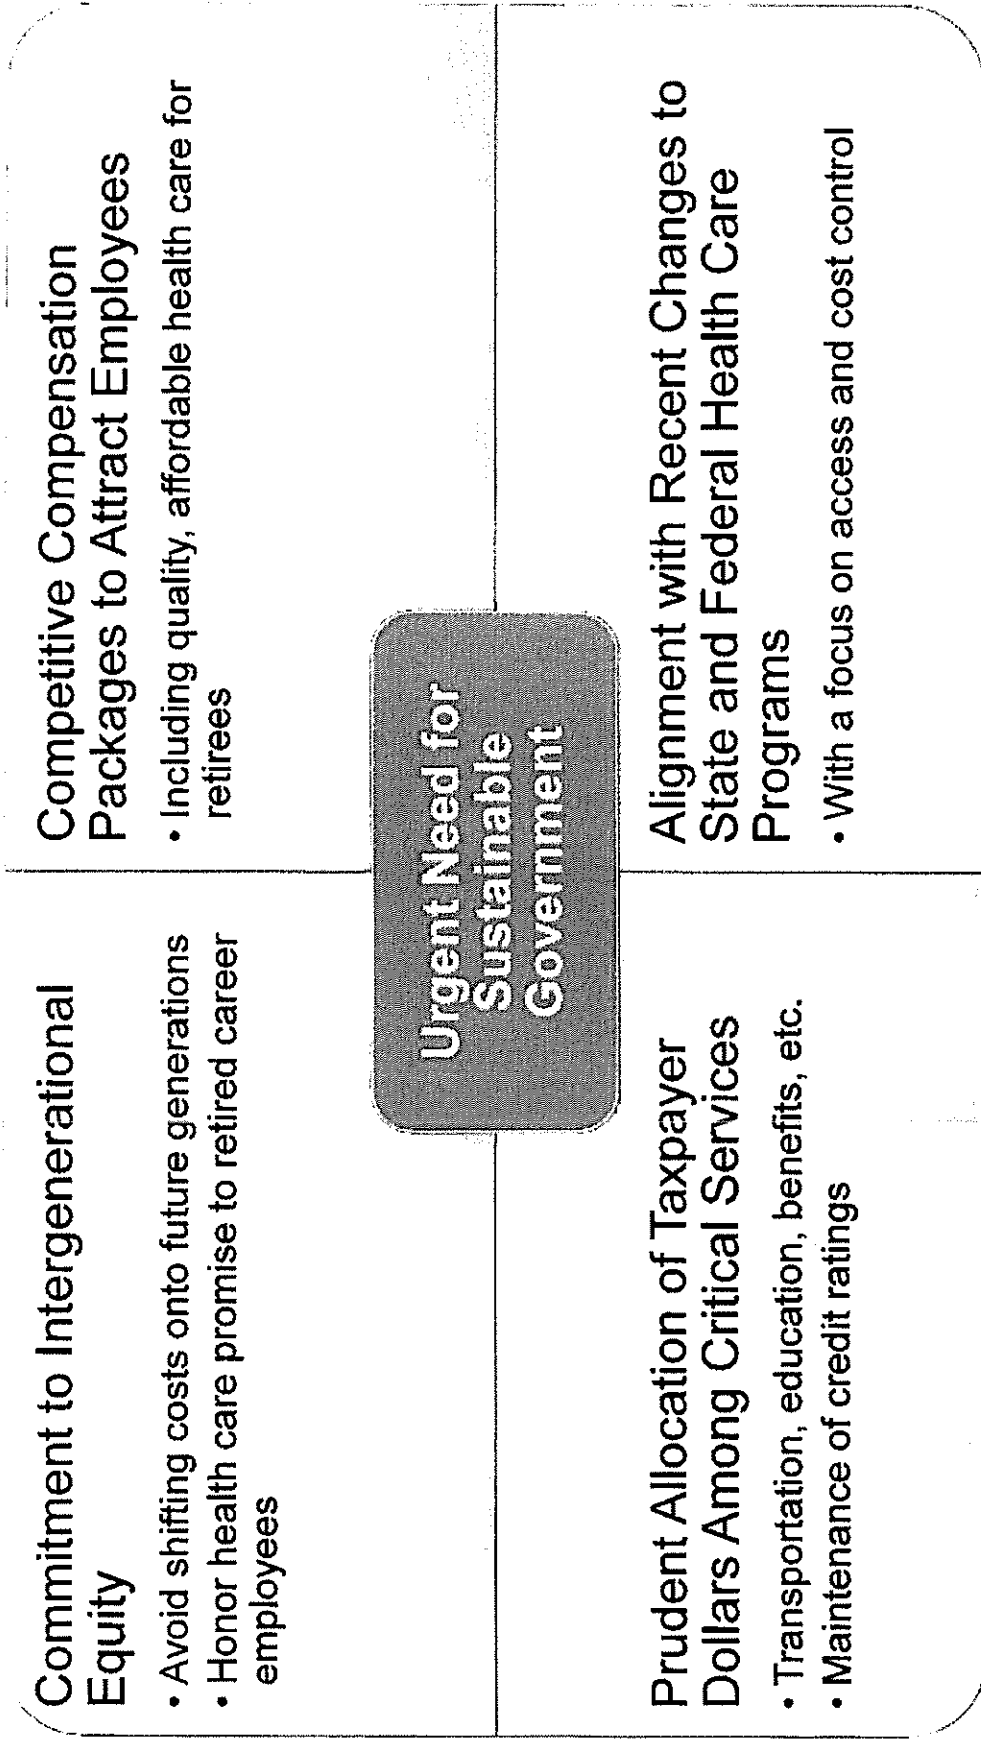 Commitment to Intergenerational
Equity
• Avoid shifting costs onto future generations
• Honor health care promise to retired career
employees
Competitive Compensation
Packages to Attract Employees
• Including quality, affordable health care for
retirees
Urgent Need for
Sustainable
Government
Prudent Allocation of Taxpayer
Dollars Among Critical Services
• Transportation, education, benefits, etc.
• Maintenance of credit ratings
Alignment with Recent Changes to
State and Federal Health Care
Programs
• With a focus on access and cost control